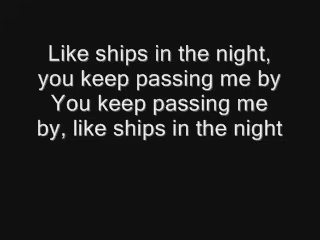 Like ships in the night,
you keep passing me by
You keep passing me
by, like ships in the night